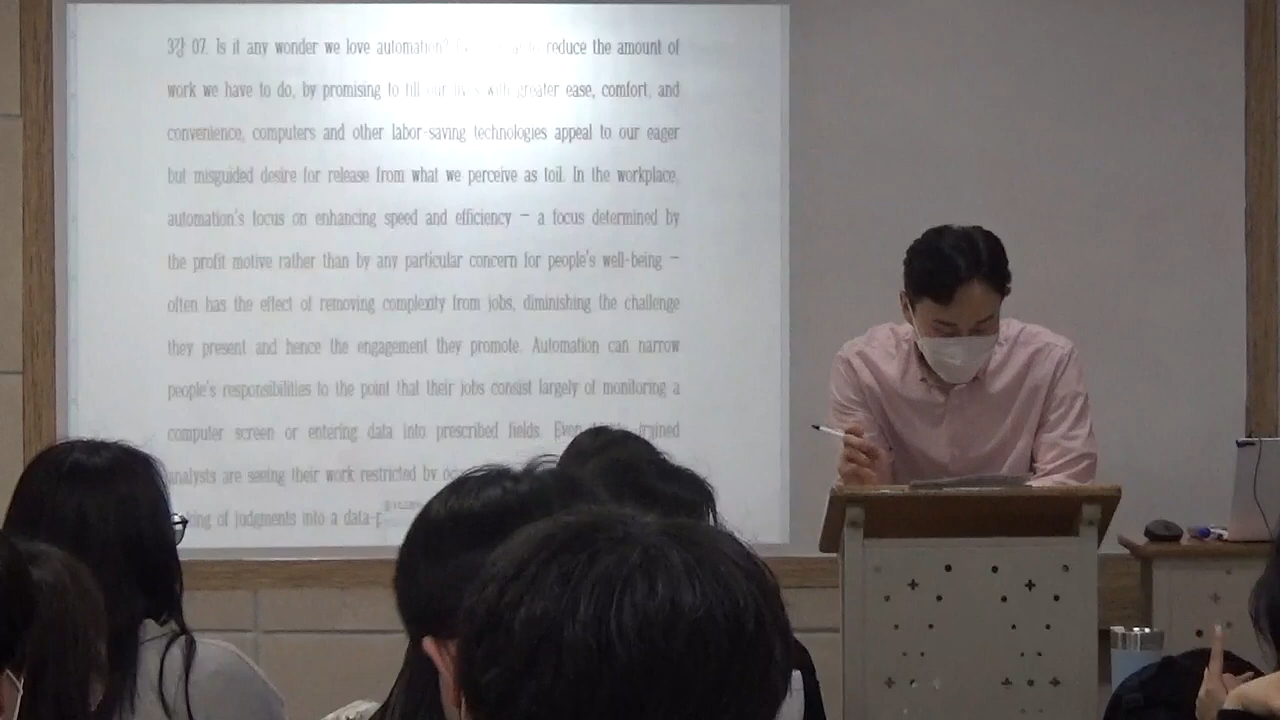 3강 07. Is it any wonder we love automation? reduce the amount of
work we have to do, by promising to fill our lives with greater ease, comfort, and
convenience, computers and other labor-saving technologies appeal to our eager
but misguided desire for release from what we perceive as toil. In the workplace,
automation's focus on enhancing speed and efficiency − a focus determined by
the profit motive rather than by any particular concern for people's well-being −
often has the effect of removing complexity from jobs, diminishing the challenge
they present and hence the engagement they promote. Automation can narrow
people's responsibilities to the point that their jobs consist largely of monitoring a
computer screen or entering data into prescribed fields. Even
analysts are seeing their work restricted by
of judgments into a